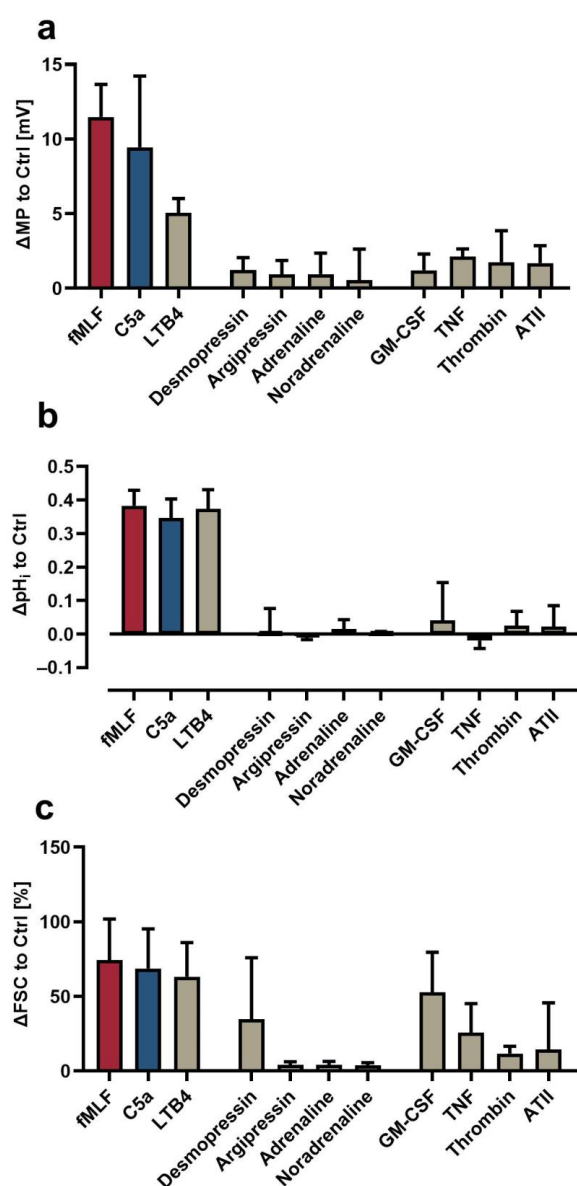 a
ΔMP to Ctrl [mV]
15
10
5
0
fMLF
C5a
LTB4
Desmopressin
Argipressin
Adrenaline
Noradrenaline
GM-CSF
TNF
Thrombin
ATII
b
ΔpHi to Ctrl
0.5
0.4
0.3
0.2
0.1
0.0
–0.1
fMLF
C5a
LTB4
Desmopressin
Argipressin
Adrenaline
Noradrenaline
GM-CSF
TNF
Thrombin
ATII
c
ΔFSC to Ctrl [%]
150
100
50
0
fMLF
C5a
LTB4
Desmopressin
Argipressin
Adrenaline
Noradrenaline
GM-CSF
TNF
Thrombin
ATII